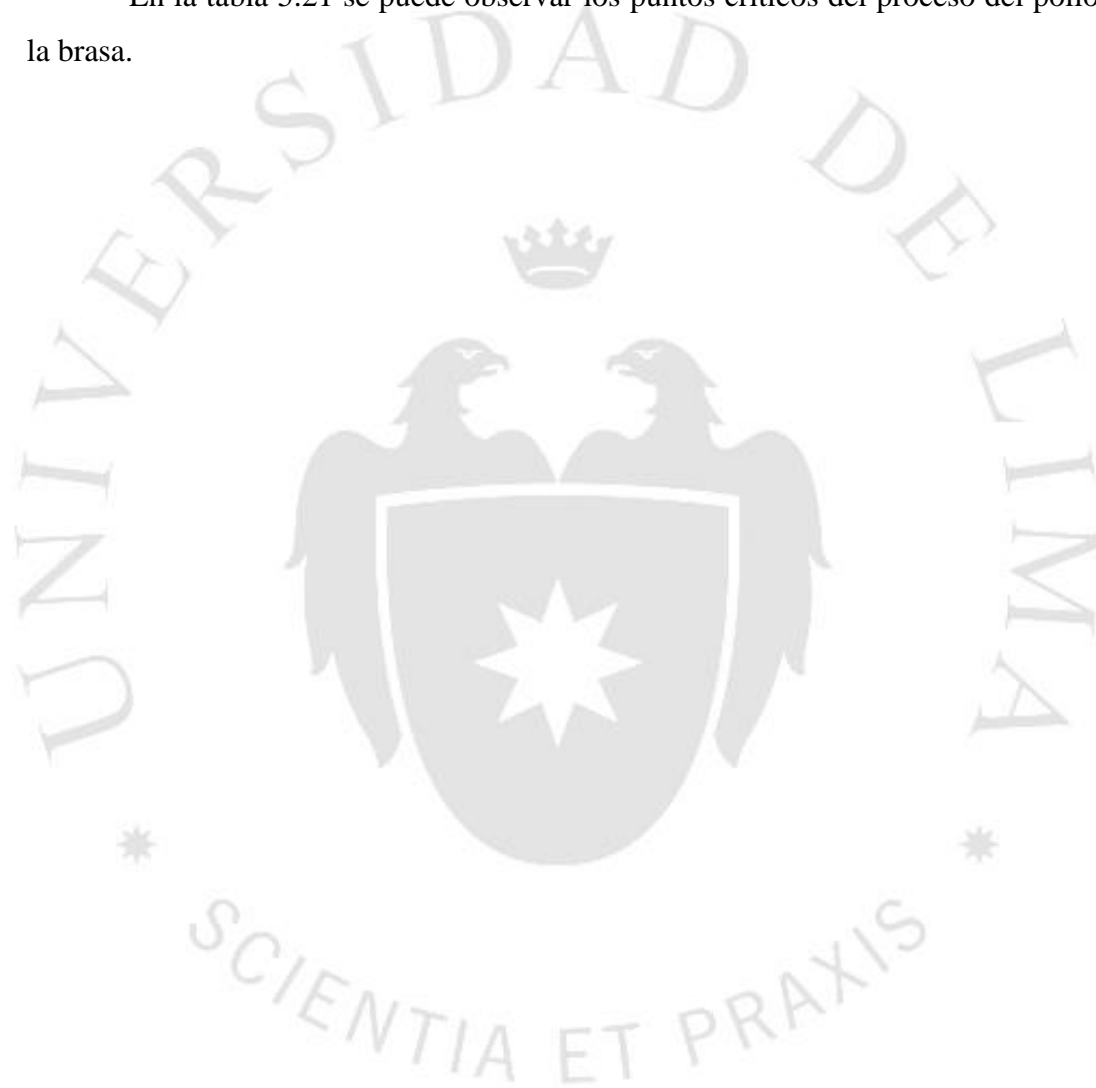 En la tabla 5.21 se puede observar los puntos críticos del proceso del pollo
la brasa.
UNIVERSIDAD DE LIMA
SCIENTIA ET PRAXIS